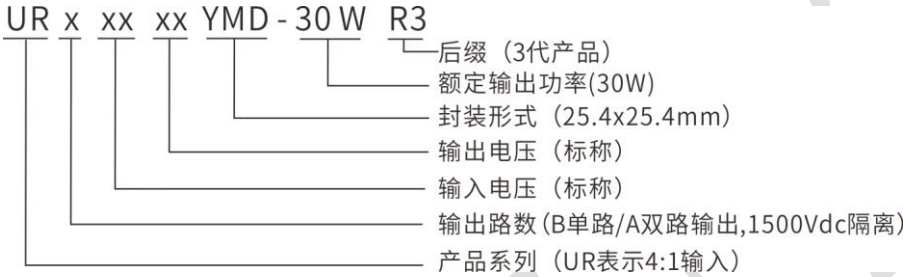 UR x xx xx YMD - 30 W R3
后缀（3代产品）
额定输出功率(30W)
封装形式（25.4x25.4mm）
输出电压（标称）
输入电压（标称）
输出路数(B单路/A双路输出,1500Vdc隔离)
产品系列（UR表示4:1输入）